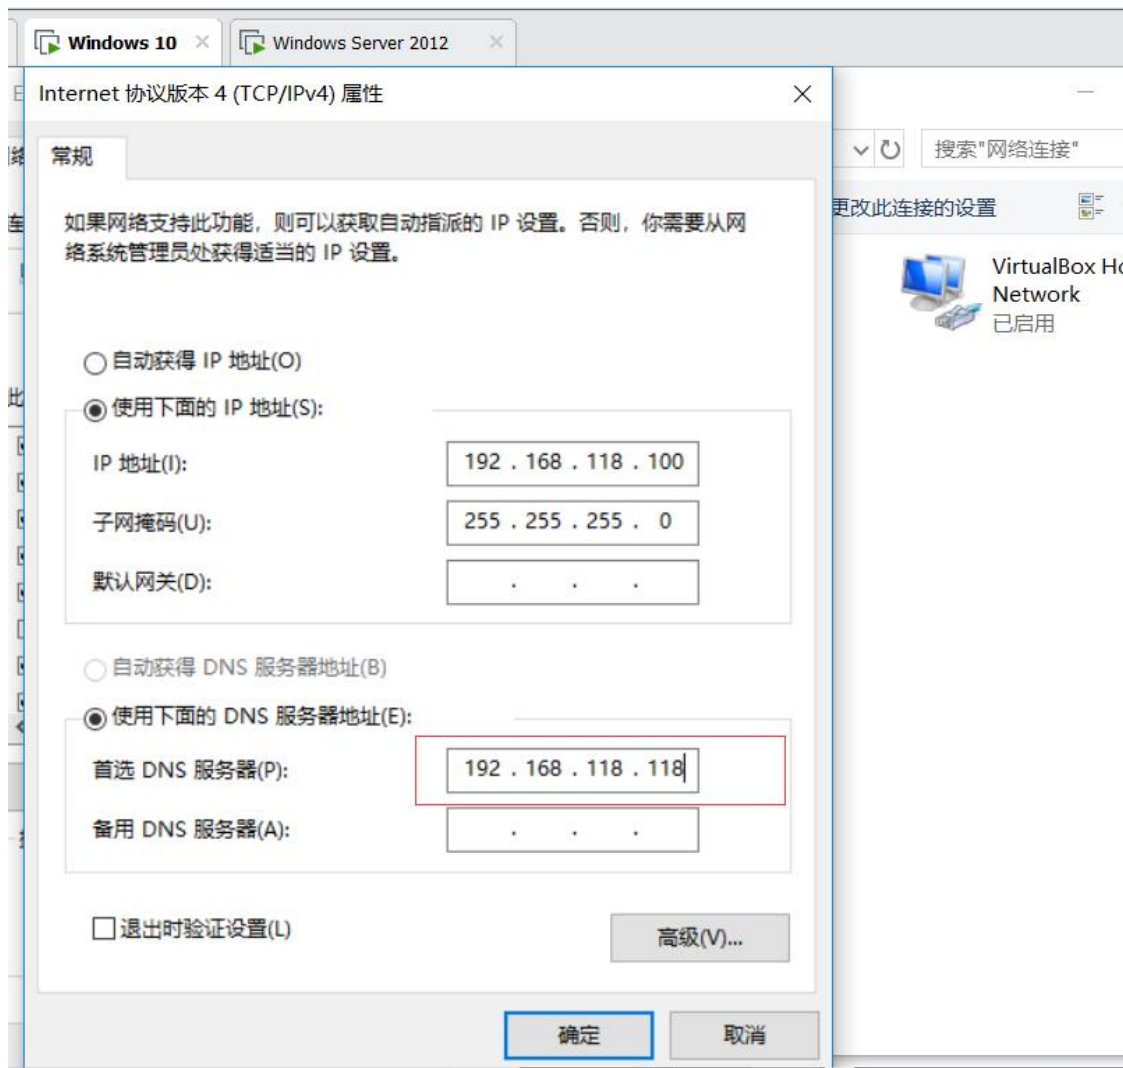 Windows 10
Windows Server 2012
Internet 协议版本 4 (TCP/IPv4) 属性
搜索"网络连接"
常规
更改此连接的设置
如果网络支持此功能，则可以获取自动指派的 IP 设置。否则，你需要从网
络系统管理员处获得适当的 IP 设置。
VirtualBox Ho
Network
已启用
自动获得 IP 地址(O)
使用下面的 IP 地址(S):
IP 地址(I):
192 . 168 . 118 . 100
子网掩码(U):
255 . 255 . 255 . 0
默认网关(D):
. . .
自动获得 DNS 服务器地址(B)
使用下面的 DNS 服务器地址(E):
首选 DNS 服务器(P):
192 . 168 . 118 . 118
备用 DNS 服务器(A):
. . .
退出时验证设置(L)
高级(V)...
确定
取消